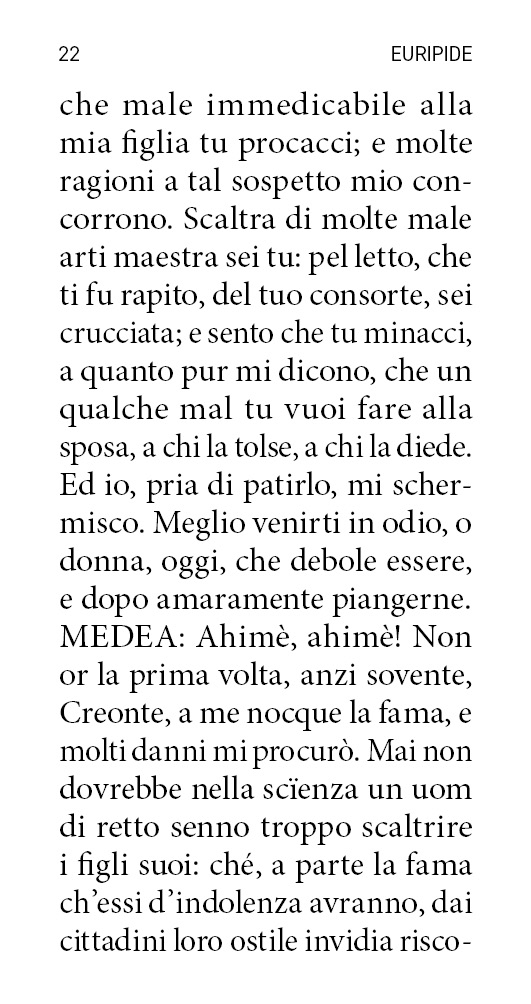 22 EURIPIDE
che male immedicabile alla
mia figlia tu procacci; e molte
ragioni a tal sospetto mio con-
corrono. Scaltra di molte male
arti maestra sei tu: pel letto, che
ti fu rapito, del tuo consorte, sei
crucciata; e sento che tu minacci,
a quanto pur mi dicono, che un
qualche mal tu vuoi fare alla
sposa, a chi la tolse, a chi la diede.
Ed io, pria di patirlo, mi scher-
misco. Meglio venirti in odio, o
donna, oggi, che debole essere,
e dopo amaramente piangerne.
MEDEA: Ahimè, ahimè! Non
or la prima volta, anzi sovente,
Creonte, a me nocque la fama, e
molti danni mi procurò. Mai non
dovrebbe nella scïenza un uom
di retto senno troppo scaltrire
i figli suoi: ché, a parte la fama
ch’essi d’indolenza avranno, dai
cittadini loro ostile invidia risco-